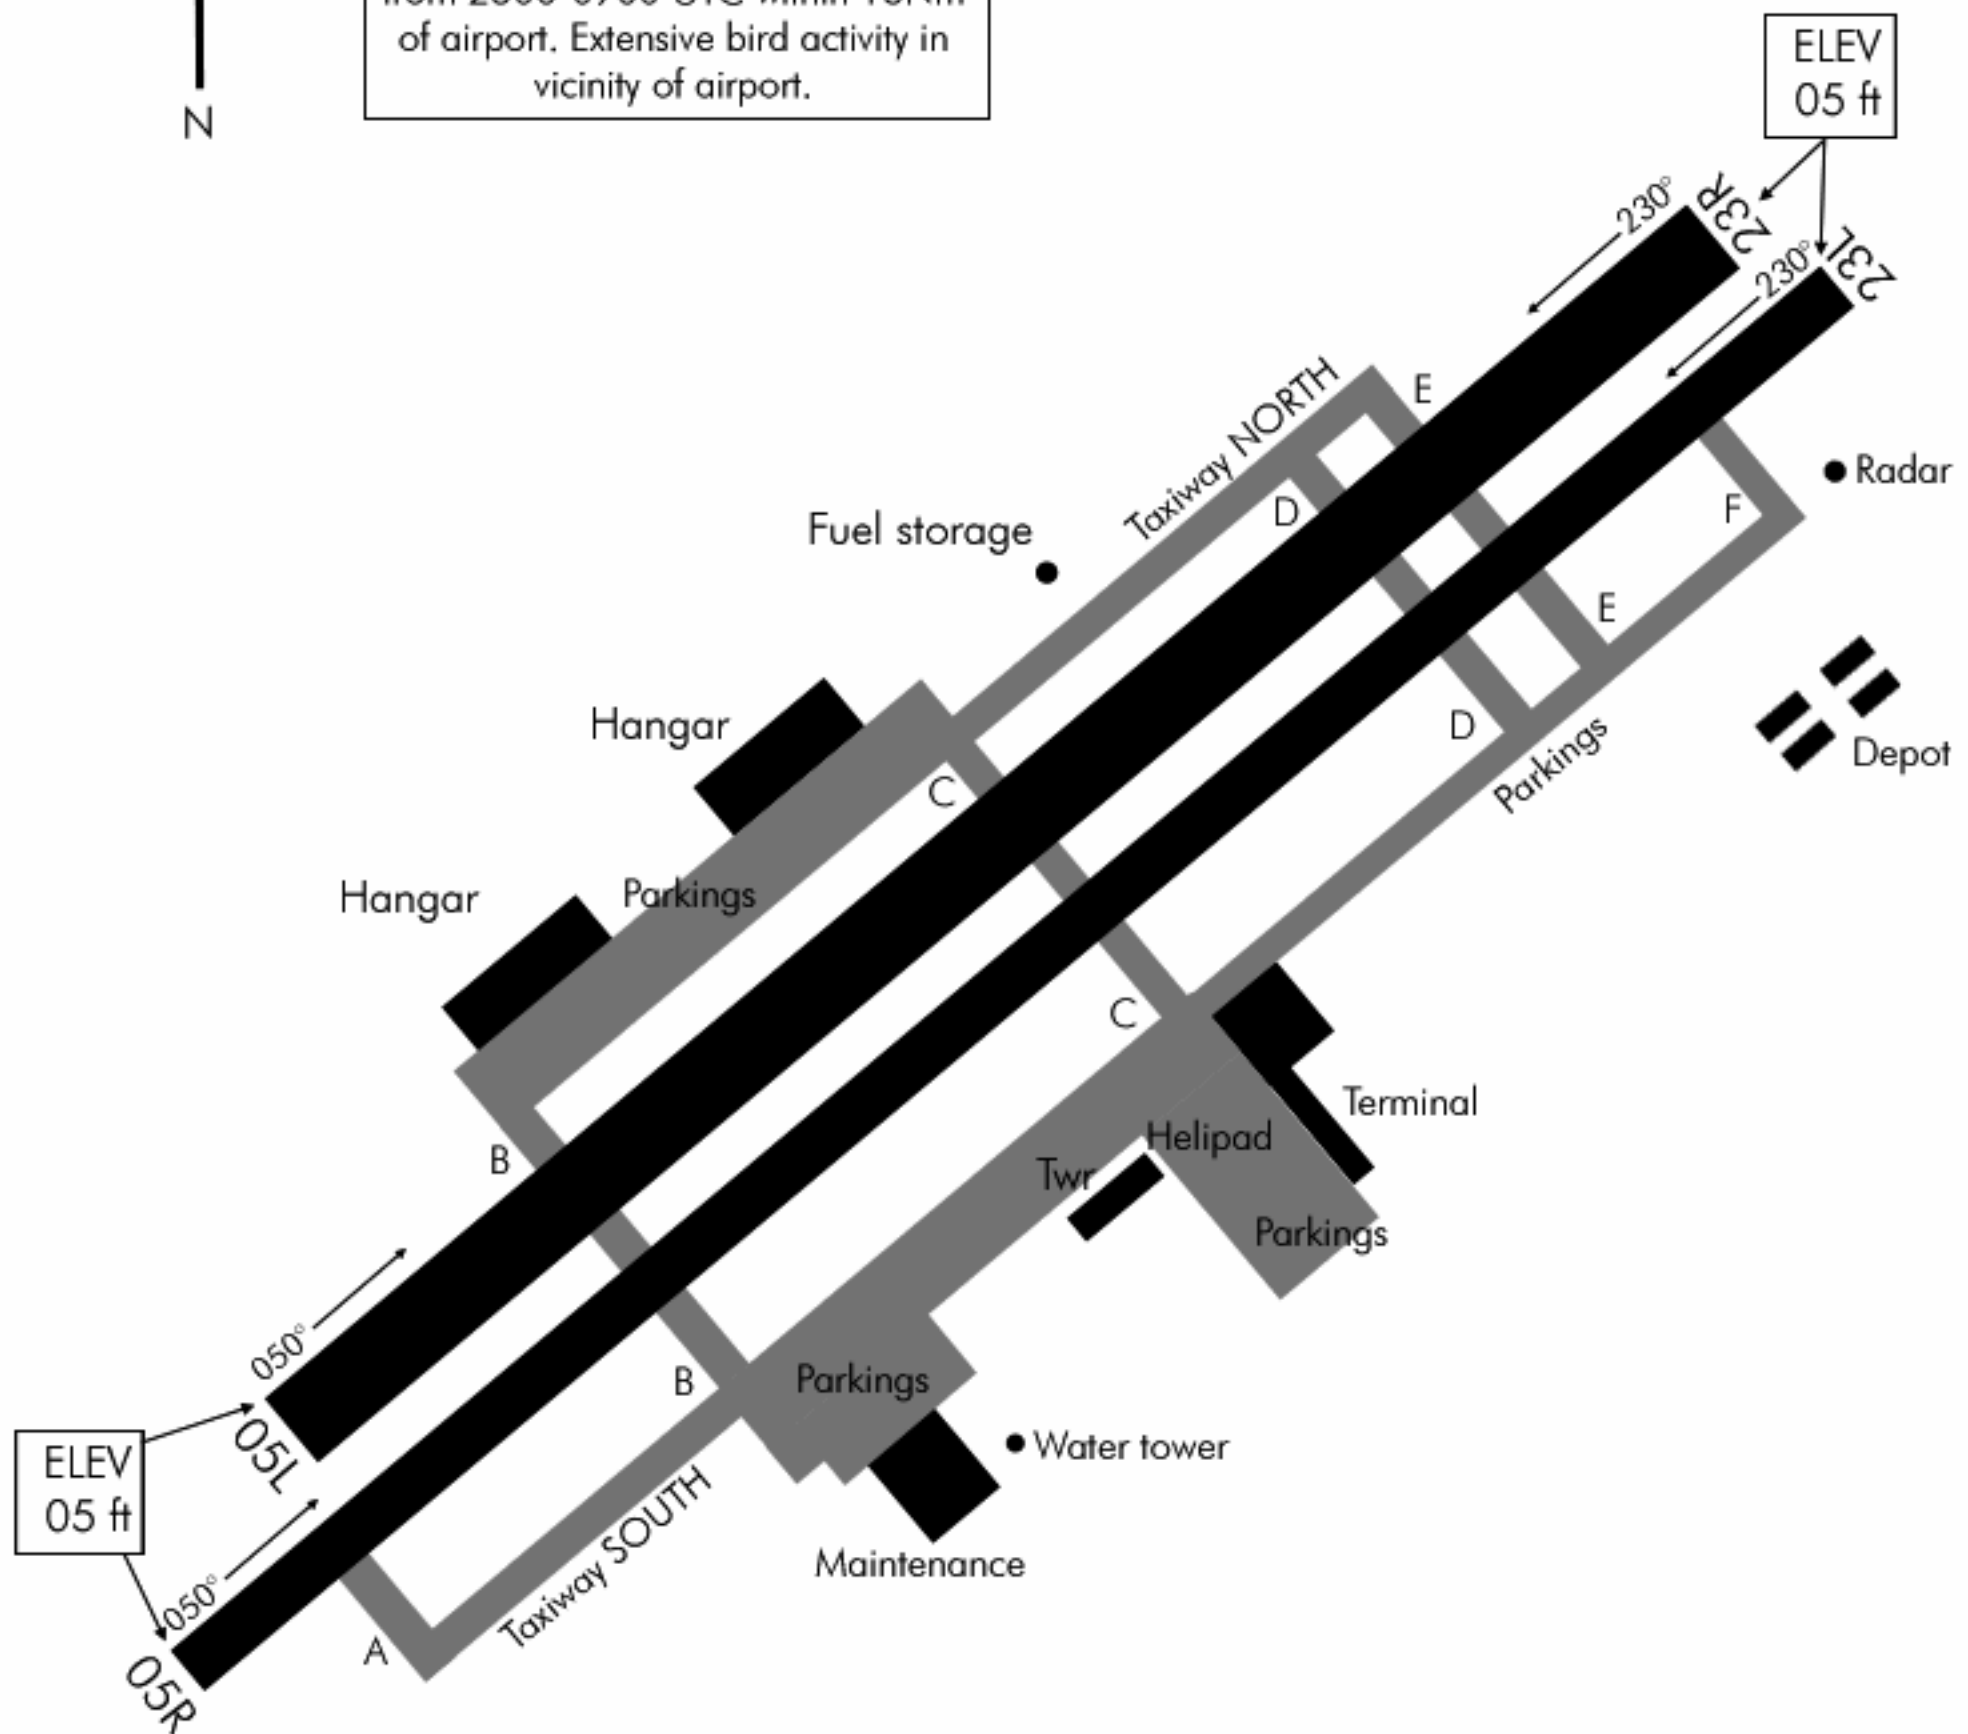 of airport. Extensive bird activity in
vicinity of airport.
N
ELEV
05 ft
23R
230°
23L
230°
E
Taxiway NORTH
D
Radar
F
Fuel storage
E
Hangar
D
Parkings
Depot
C
Hangar
Parkings
C
Terminal
Helipad
B
Twr
Parkings
050°
B
Parkings
05L
ELEV
05 ft
Water tower
Taxiway SOUTH
Maintenance
050°
A
05R